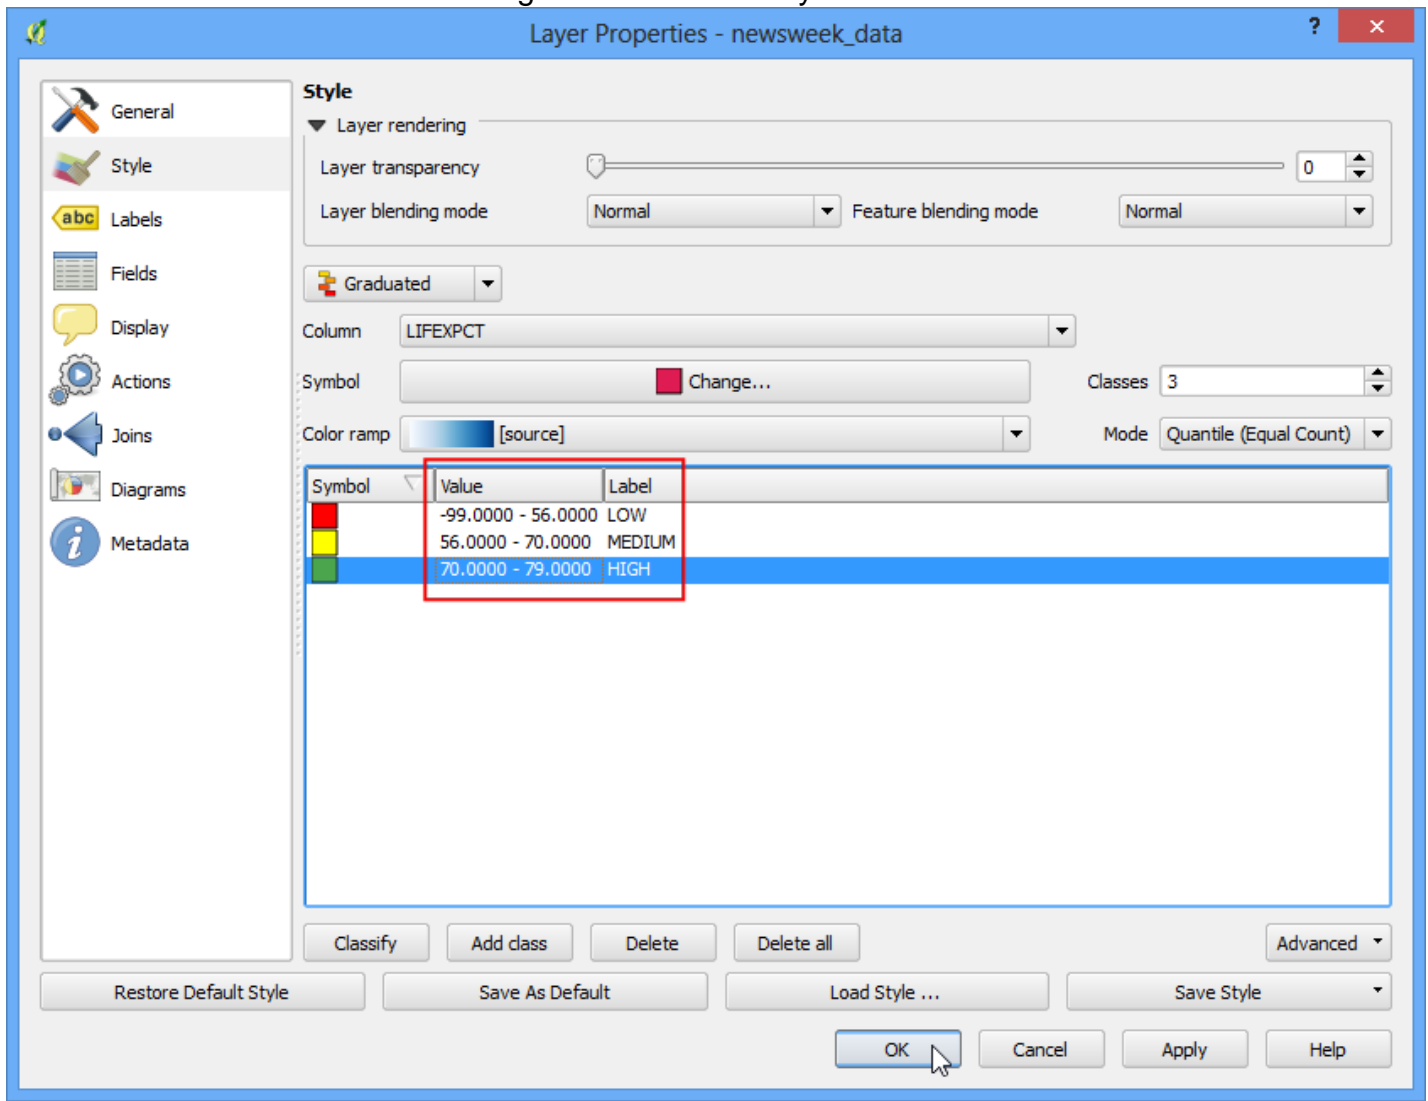 Layer Properties - newsweek_data
?
General
Style
Labels
Fields
Display
Actions
Joins
Diagrams
Metadata
abc
Style
Layer rendering
Layer transparency 0
Layer blending mode Normal Feature blending mode Normal
Graduated
Column LIFEXPCT
Symbol Change... Classes 3
Color ramp [source] Mode Quantile (Equal Count)
Symbol Value Label
-99.0000 - 56.0000 LOW
56.0000 - 70.0000 MEDIUM
70.0000 - 79.0000 HIGH
Classify Add class Delete Delete all Advanced
Restore Default Style Save As Default Load Style ... Save Style
OK Cancel Apply Help